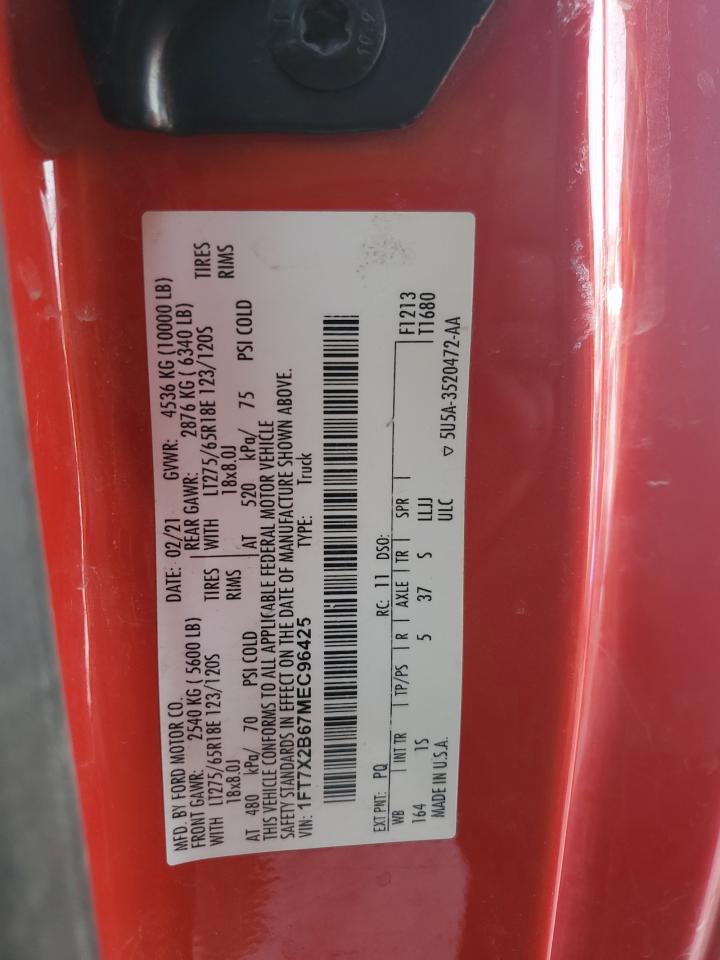 10.9
MFD. BY FORD MOTOR CO. DATE: 02/21 GVWR: 4536 KG (10000 LB)
FRONT GAWR: 2540 KG ( 5600 LB) REAR GAWR: 2876 KG ( 6340 LB)
WITH LT275/65R18E 123/120S TIRES WITH LT275/65R18E 123/120S TIRES
18x8.0J RIMS 18x8.0J RIMS
AT 480 kPa/ 70 PSI COLD AT 520 kPa/ 75 PSI COLD
THIS VEHICLE CONFORMS TO ALL APPLICABLE FEDERAL MOTOR VEHICLE
SAFETY STANDARDS IN EFFECT ON THE DATE OF MANUFACTURE SHOWN ABOVE.
VIN: 1FT7X2B67MEC96425 TYPE: Truck
EXT PNT: PQ RC: 11 DSO: F1213
WB INT TR TP/PS R AXLE TR SPR T1680
164 1S 5 37 S LLJJ
MADE IN U.S.A. ULC ▽ 5U5A-3520472-AA